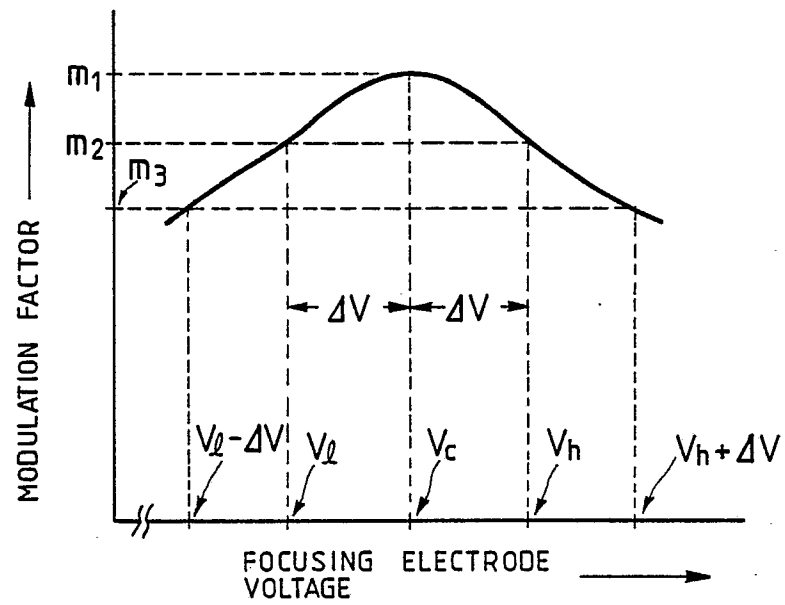 m₁
m₂
m₃
MODULATION FACTOR
ΔV
ΔV
Vℓ-ΔV
Vℓ
Vc
Vh
Vh+ΔV
FOCUSING ELECTRODE
VOLTAGE